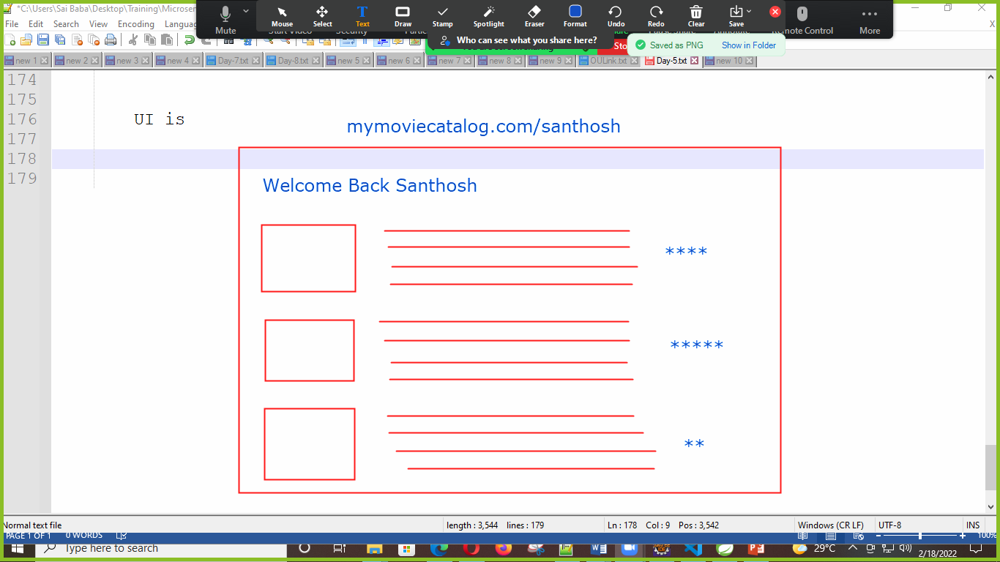 *C:\Users\Sai Baba\Desktop\Training\Microser
Mute
Mouse Select Text Draw Stamp Spotlight Eraser Format Undo Redo Clear Save
Remote Control
More
File Edit Search View Encoding Langua
X
Who can see what you share here?
Saved as PNG Show in Folder
new 1 new 2 new 3 new 4 Day-7.txt Day-8.txt new 5 new 6 new 7 new 8 new 9 OULink.txt Day-5.txt new 10
174
175
176 UI is
mymoviecatalog.com/santhosh
177
178
179
Welcome Back Santhosh
****
*****
**
Normal text file length : 3,544 lines : 179 Ln : 178 Col : 9 Pos : 3,542 Windows (CR LF) UTF-8 INS
PAGE 1 OF 1 0 WORDS 100%
Type here to search 29°C
2/18/2022